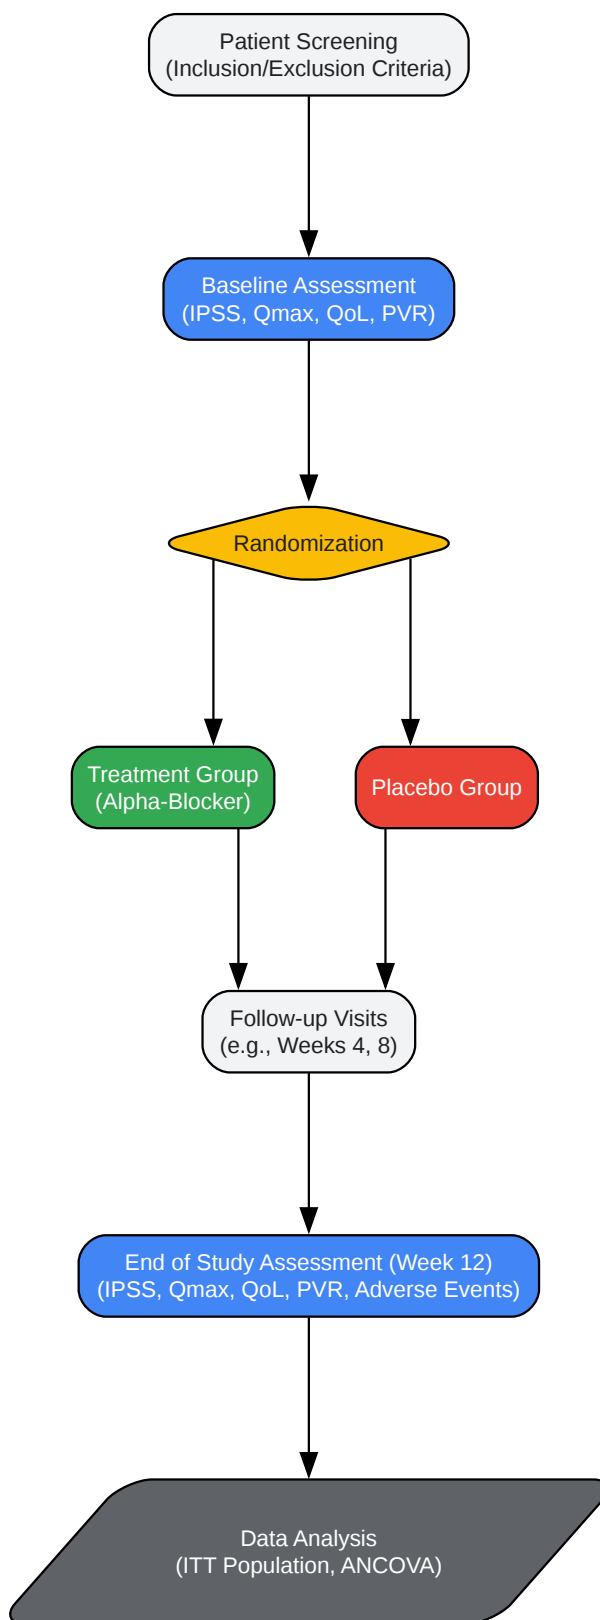 Patient Screening
(Inclusion/Exclusion Criteria)
Baseline Assessment
(IPSS, Qmax, QoL, PVR)
Randomization
Treatment Group
(Alpha-Blocker)
Placebo Group
Follow-up Visits
(e.g., Weeks 4, 8)
End of Study Assessment (Week 12)
(IPSS, Qmax, QoL, PVR, Adverse Events)
Data Analysis
(ITT Population, ANCOVA)